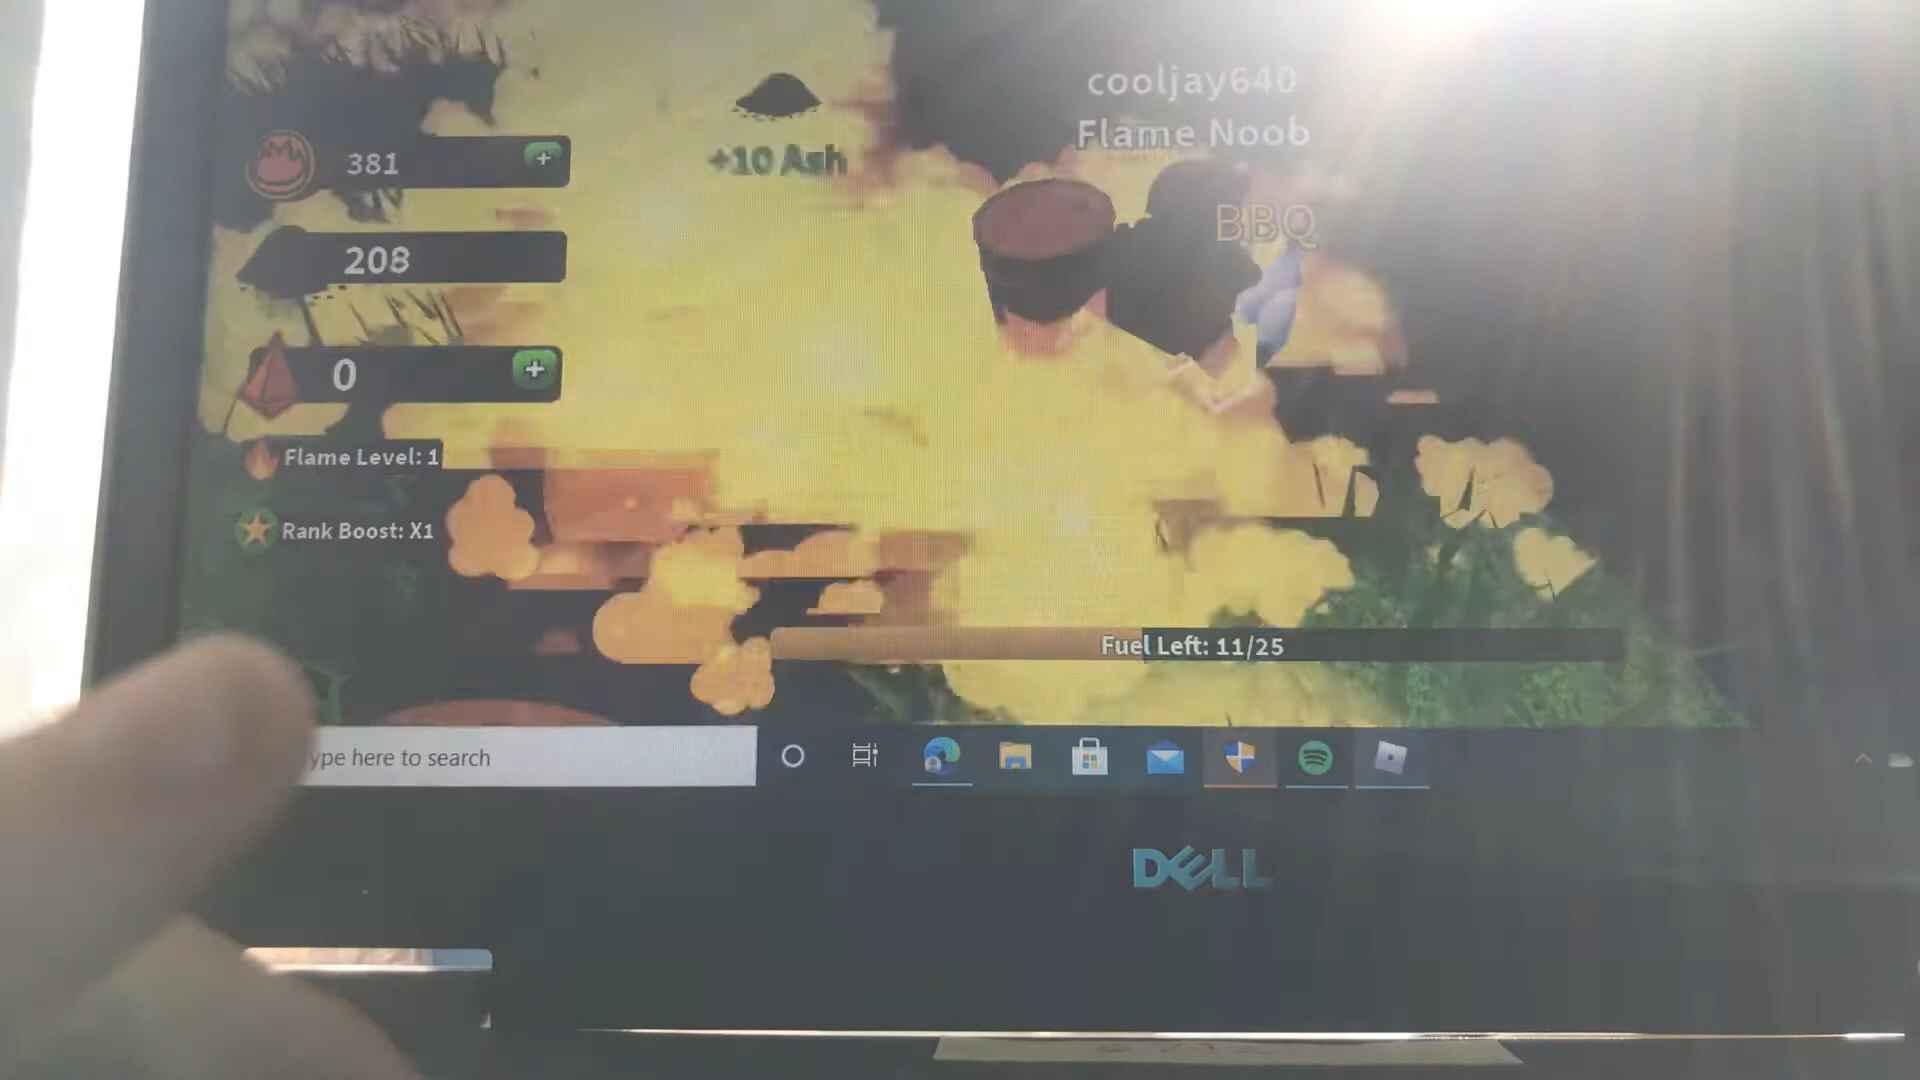 cooljay640
Flame Noob
381
+10 Ash
BBQ
208
0
Flame Level: 1
Rank Boost: X1
Fuel Left: 11/25
ype here to search
DELL